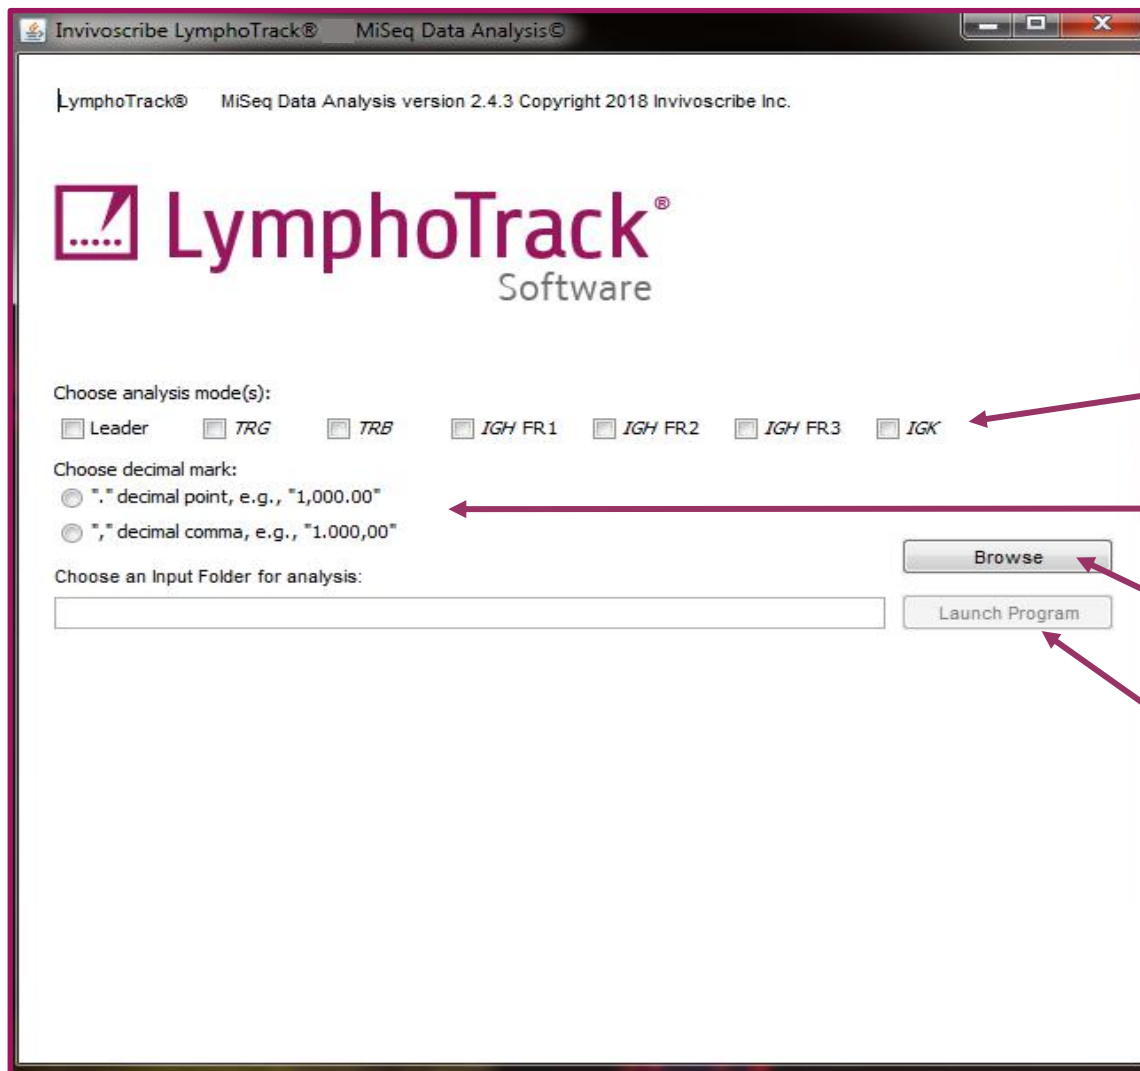 Invivoscribe LymphoTrack® MiSeq Data Analysis©
LymphoTrack® MiSeq Data Analysis version 2.4.3 Copyright 2018 Invivoscribe Inc.
LymphoTrack®
Software
Choose analysis mode(s):
Leader TRG TRB IGH FR1 IGH FR2 IGH FR3 IGK
Choose decimal mark:
"." decimal point, e.g., "1,000.00"
"," decimal comma, e.g., "1.000,00"
Browse
Choose an Input Folder for analysis:
Launch Program